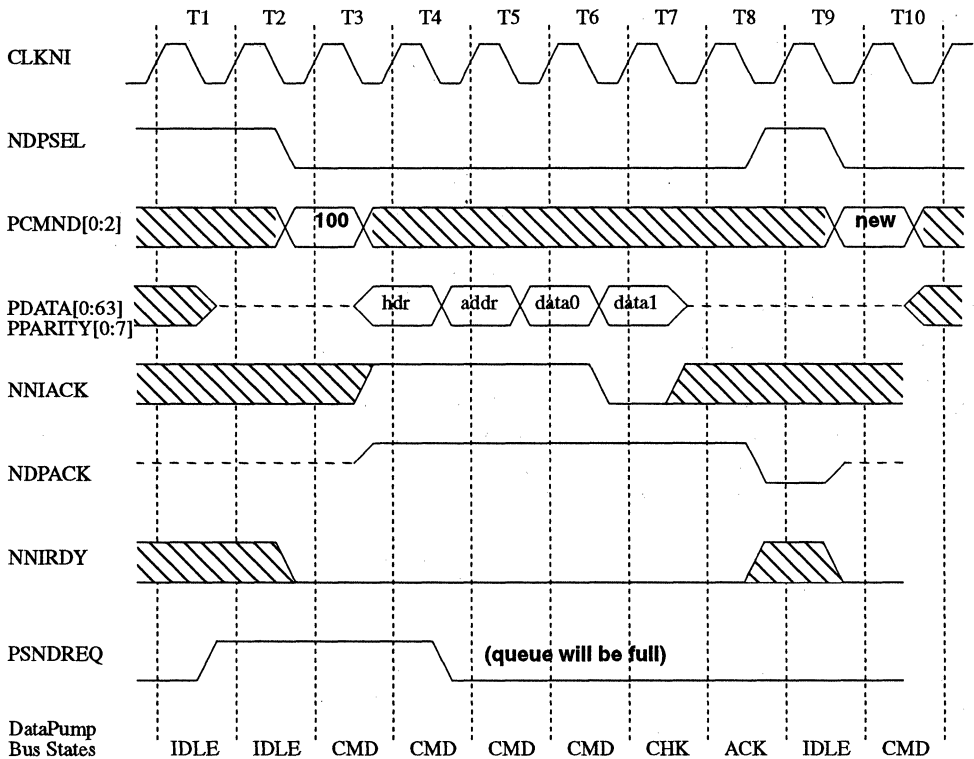 T1 T2 T3 T4 T5 T6 T7 T8 T9 T10
CLKNI
NDPSEL
PCMND[0:2] 100 new
PDATA[0:63] hdr addr data0 data1
PPARITY[0:7]
NNIACK
NDPACK
NNIRDY
PSNDREQ (queue will be full)
DataPump
Bus States IDLE IDLE CMD CMD CMD CMD CHK ACK IDLE CMD